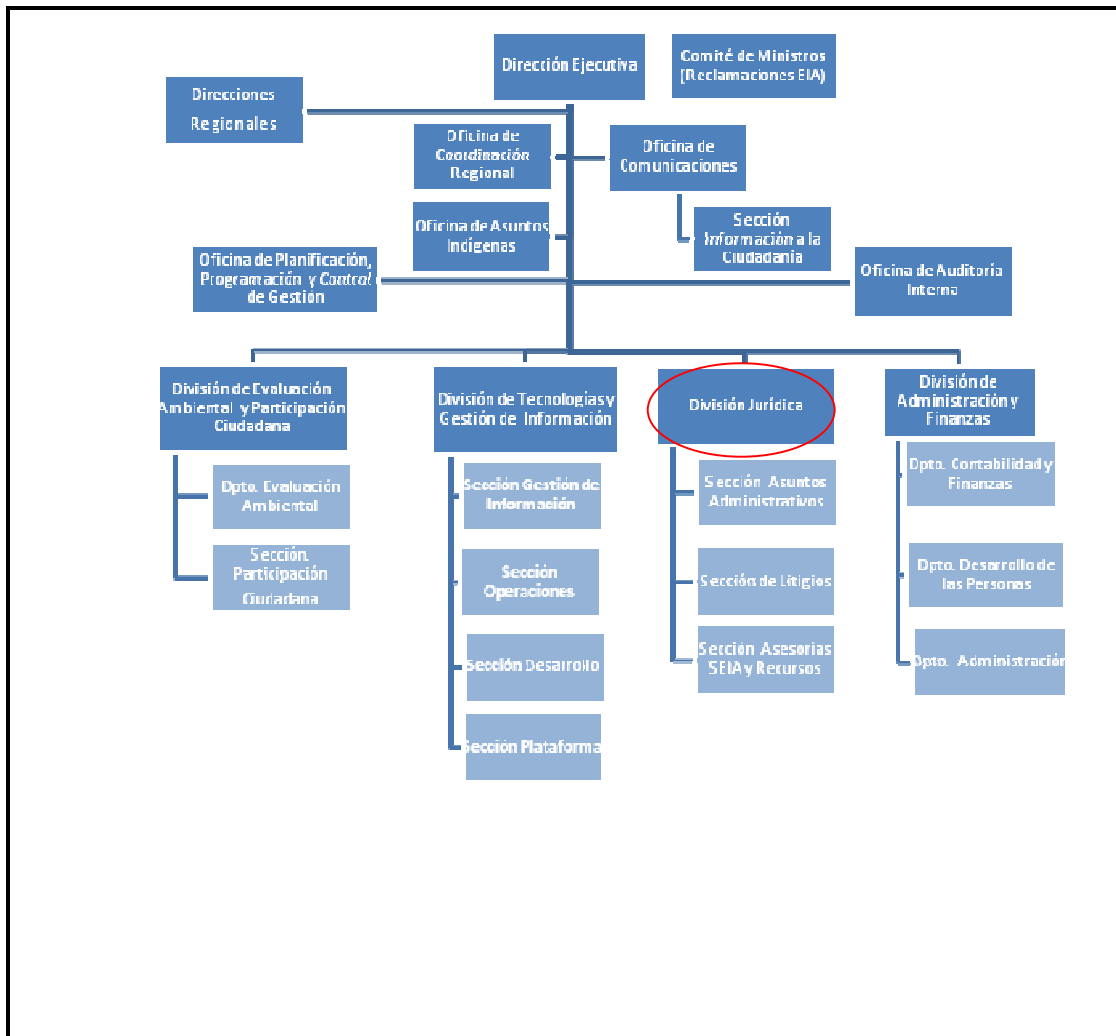 Dirección Ejecutiva
Comité de Ministros
(Reclamaciones EIA)
Direcciones
Regionales
Oficina de
Coordinación
Regional
Oficina de
Comunicaciones
Oficina de Asuntos
Indígenas
Sección
Información a la
Ciudadanía
Oficina de Planificación,
Programación y Control
de Gestión
Oficina de Auditoría
Interna
División de Evaluación
Ambiental y Participación
Ciudadana
División de Tecnologías y
Gestión de Información
División Jurídica
División de
Administración y
Finanzas
Dpto. Evaluación
Ambiental
Sección
Participación
Ciudadana
Sección Gestión de
Información
Sección
Operaciones
Sección Desarrollo
Sección Plataforma
Sección Asuntos
Administrativos
Sección de Litigios
Sección Asesorías
SEIA y Recursos
Dpto. Contabilidad y
Finanzas
Dpto. Desarrollo de
las Personas
Dpto. Administración